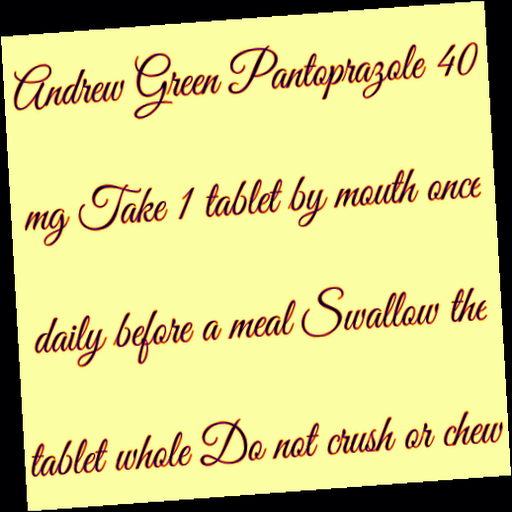 Andrew Green Pantoprazole 40
mg Take 1 tablet by mouth once
daily before a meal Swallow the
tablet whole Do not crush or chew